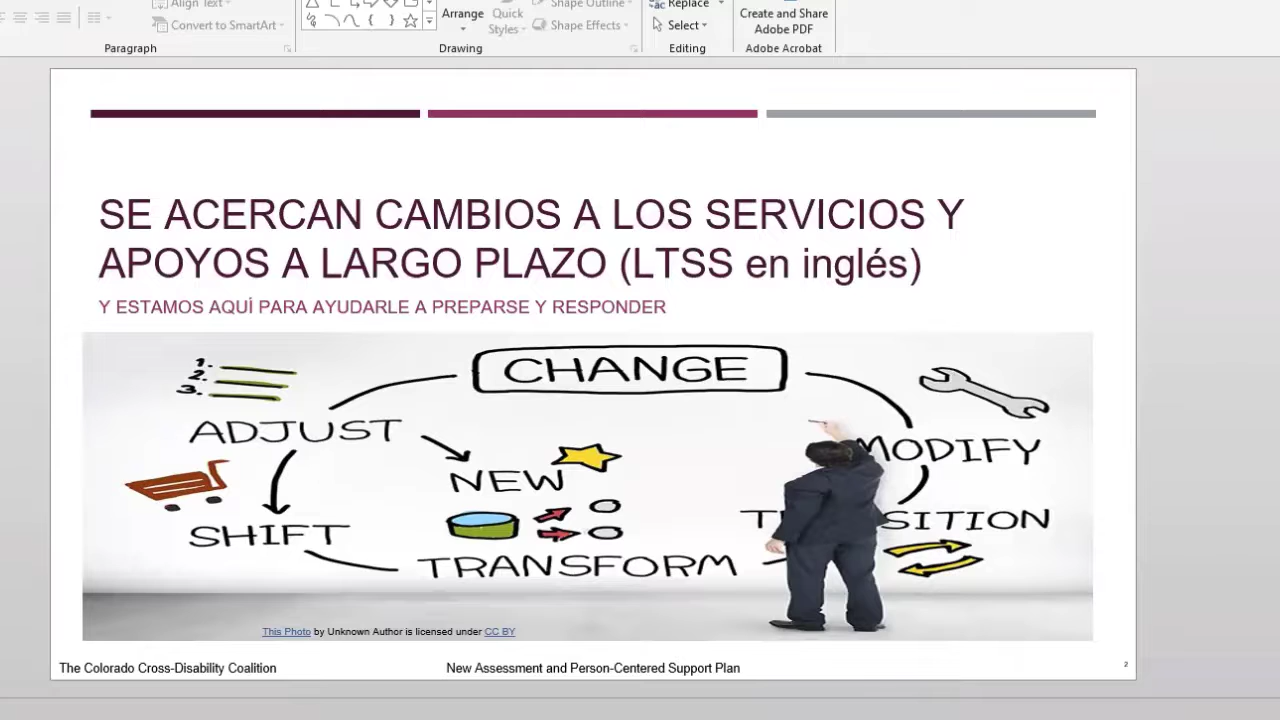 Align Text
Replace
Shape Outline
Convert to SmartArt
Arrange
Quick
Styles
Shape Effects
Select
Create and Share
Adobe PDF
Paragraph
Drawing
Editing
Adobe Acrobat
SE ACERCAN CAMBIOS A LOS SERVICIOS Y
APOYOS A LARGO PLAZO (LTSS en inglés)
Y ESTAMOS AQUÍ PARA AYUDARLE A PREPARSE Y RESPONDER
CHANGE
1.
2.
3.
ADJUST
MODIFY
NEW
SHIFT
TRANSFORM
This Photo by Unknown Author is licensed under CC BY
The Colorado Cross-Disability Coalition
New Assessment and Person-Centered Support Plan
2